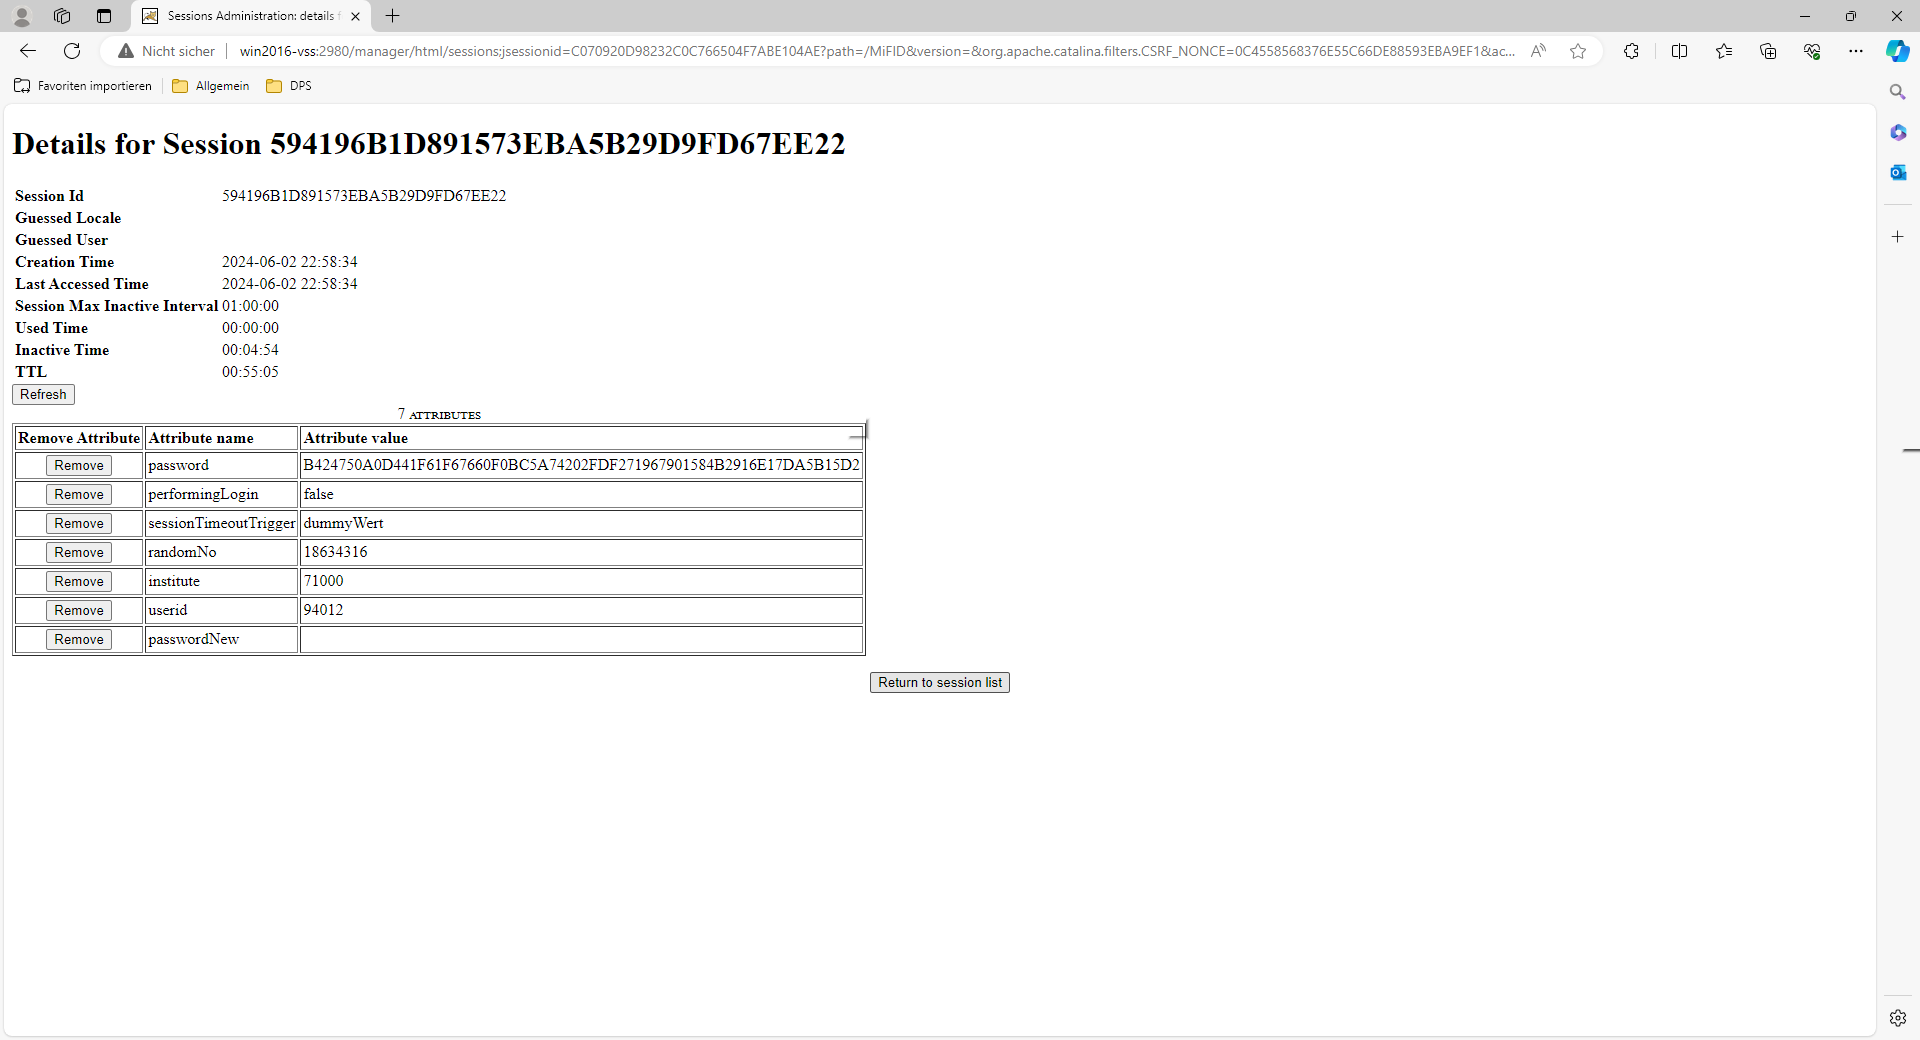 Sessions Administration: details f
Nicht sicher
win2016-vss:2980/manager/html/sessions;jsessionid=C070920D98232C0C766504F7ABE104AE?path=/MiFID&version=&org.apache.catalina.filters.CSRF_NONCE=0C4558568376E55C66DE88593EBA9EF1&ac...
Favoriten importieren
Allgemein
DPS
Details for Session 594196B1D891573EBA5B29D9FD67EE22
Session Id 594196B1D891573EBA5B29D9FD67EE22
Guessed Locale
Guessed User
Creation Time 2024-06-02 22:58:34
Last Accessed Time 2024-06-02 22:58:34
Session Max Inactive Interval 01:00:00
Used Time 00:00:00
Inactive Time 00:04:54
TTL 00:55:05
Refresh
7 ATTRIBUTES
Remove Attribute Attribute name Attribute value
Remove password B424750A0D441F61F67660F0BC5A74202FDF271967901584B2916E17DA5B15D2
Remove performingLogin false
Remove sessionTimeoutTrigger dummyWert
Remove randomNo 18634316
Remove institute 71000
Remove userid 94012
Remove passwordNew
Return to session list